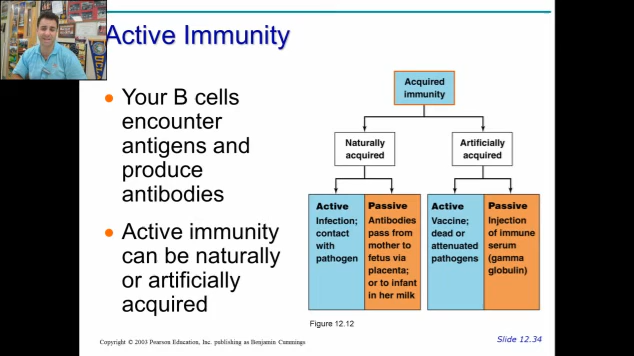 Active Immunity
• Your B cells
encounter
antigens and
produce
antibodies
• Active immunity
can be naturally
or artificially
acquired
Acquired
immunity
Naturally
acquired
Artificially
acquired
Active
Infection;
contact
with
pathogen
Passive
Antibodies
pass from
mother to
fetus via
placenta;
or to infant
in her milk
Active
Vaccine;
dead or
attenuated
pathogens
Passive
Injection
of immune
serum
(gamma
globulin)
Figure 12.12
Copyright © 2003 Pearson Education, Inc. publishing as Benjamin Cummings
Slide 12.34